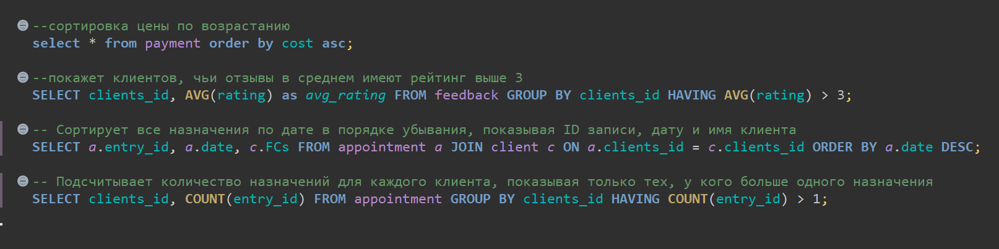 --сортировка цены по возрастанию
select * from payment order by cost asc;
--покажет клиентов, чьи отзывы в среднем имеют рейтинг выше 3
SELECT clients_id, AVG(rating) as avg_rating FROM feedback GROUP BY clients_id HAVING AVG(rating) > 3;
-- Сортирует все назначения по дате в порядке убывания, показывая ID записи, дату и имя клиента
SELECT a.entry_id, a.date, c.FCs FROM appointment a JOIN client c ON a.clients_id = c.clients_id ORDER BY a.date DESC;
-- Подсчитывает количество назначений для каждого клиента, показывая только тех, у кого больше одного назначения
SELECT clients_id, COUNT(entry_id) FROM appointment GROUP BY clients_id HAVING COUNT(entry_id) > 1;